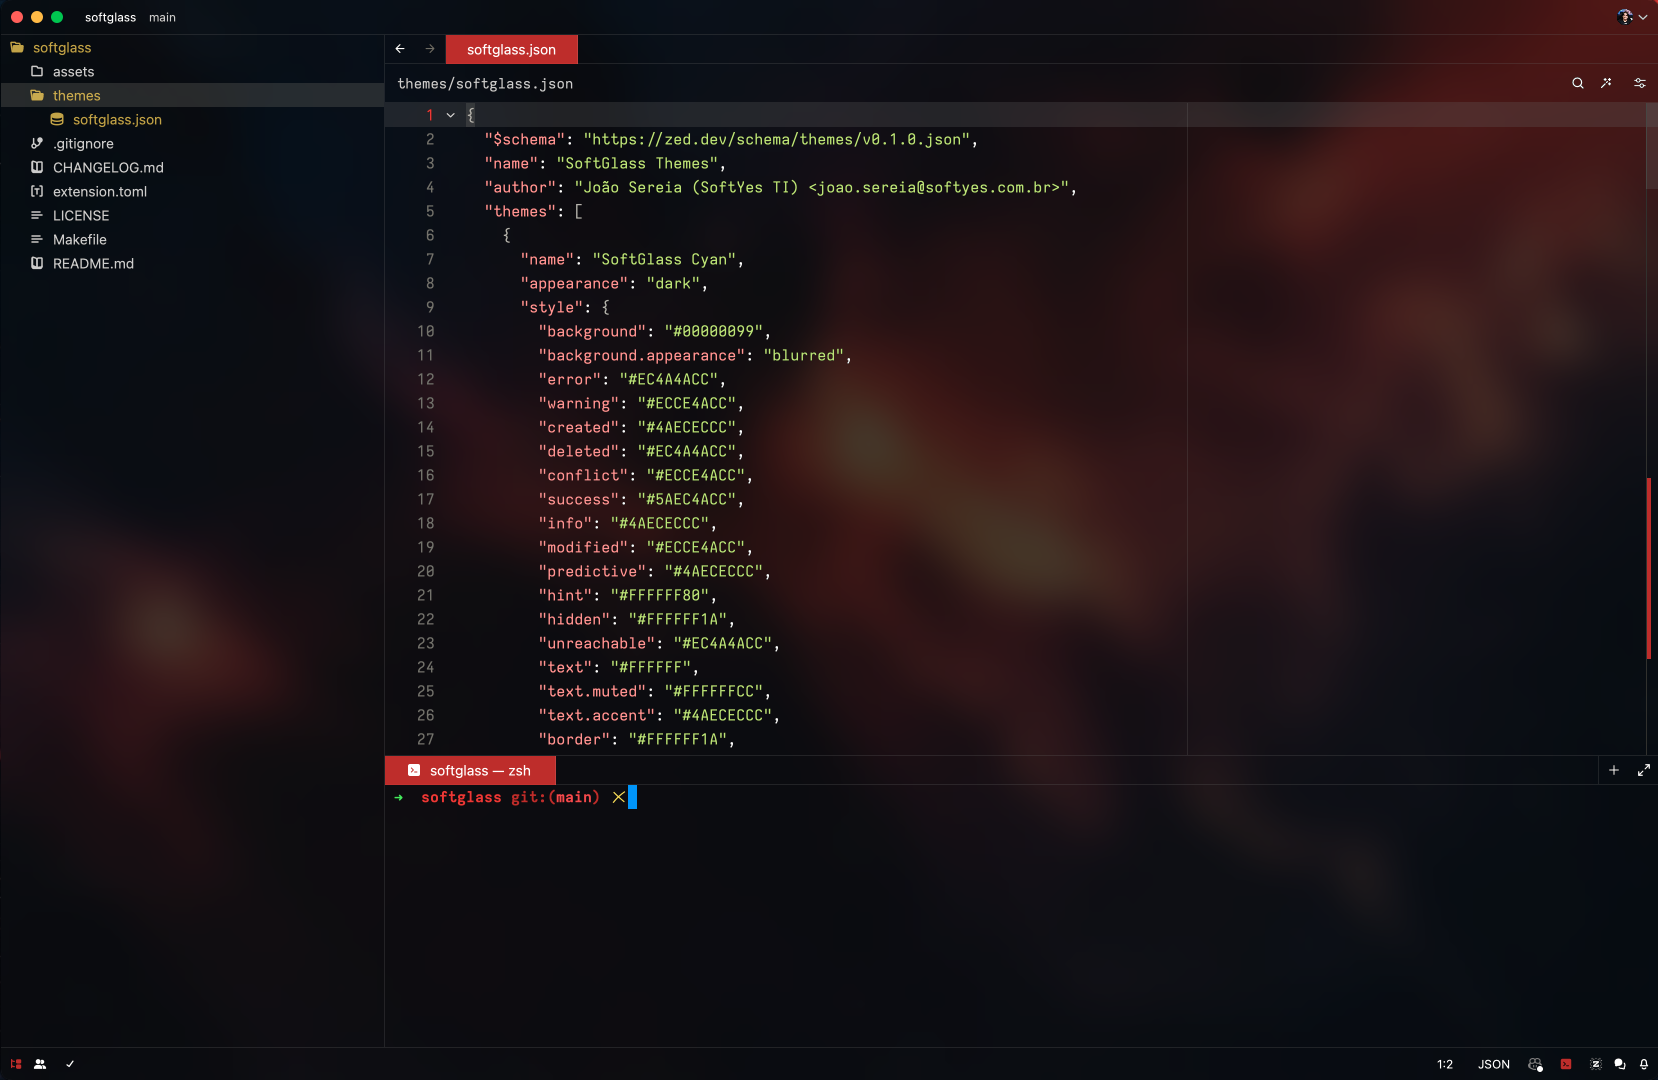 softglass main
softglass
assets
themes
softglass.json
.gitignore
CHANGELOG.md
extension.toml
LICENSE
Makefile
README.md
softglass.json
themes/softglass.json
1 {
2 "$schema": "https://zed.dev/schema/themes/v0.1.0.json",
3 "name": "SoftGlass Themes",
4 "author": "João Sereia (SoftYes TI) <joao.sereia@softyes.com.br>",
5 "themes": [
6 {
7 "name": "SoftGlass Cyan",
8 "appearance": "dark",
9 "style": {
10 "background": "#00000099",
11 "background.appearance": "blurred",
12 "error": "#EC4A4ACC",
13 "warning": "#ECCE4ACC",
14 "created": "#4AECECCC",
15 "deleted": "#EC4A4ACC",
16 "conflict": "#ECCE4ACC",
17 "success": "#5AEC4ACC",
18 "info": "#4AECECCC",
19 "modified": "#ECCE4ACC",
20 "predictive": "#4AECECCC",
21 "hint": "#FFFFFF80",
22 "hidden": "#FFFFFF1A",
23 "unreachable": "#EC4A4ACC",
24 "text": "#FFFFFF",
25 "text.muted": "#FFFFFFCC",
26 "text.accent": "#4AECECCC",
27 "border": "#FFFFFF1A",
softglass — zsh
➜ softglass git:(main) ✗
1:2 JSON